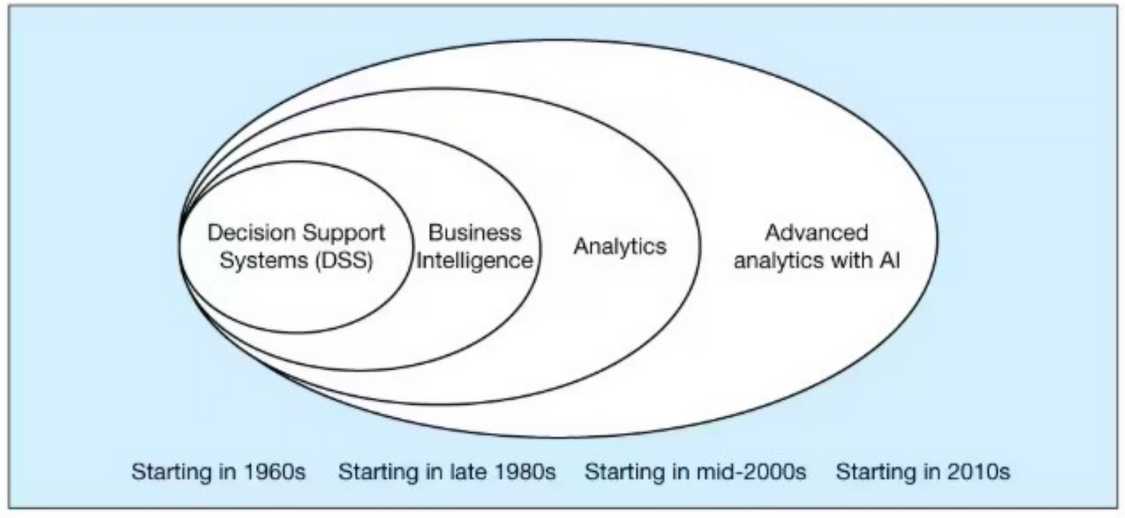 Decision Support
Systems (DSS)
Business
Intelligence
Analytics
Advanced
analytics with AI
Starting in 1960s
Starting in late 1980s
Starting in mid-2000s
Starting in 2010s